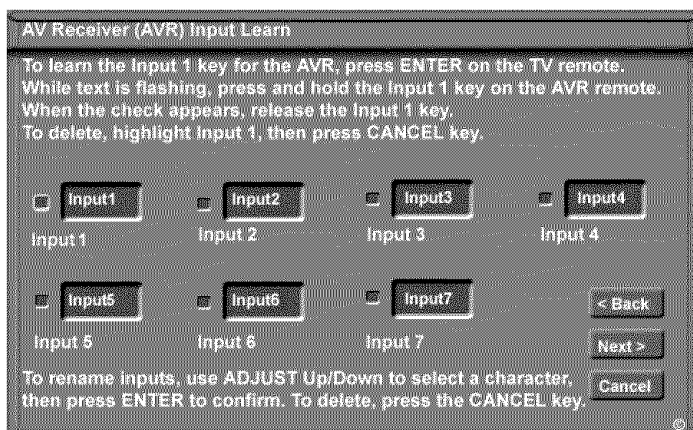 AV Receiver (AVR) Input Learn
To learn the Input 1 key for the AVR, press ENTER on the TV remote.
While text is flashing, press and hold the Input 1 key on the AVR remote.
When the check appears, release the Input 1 key.
To delete, highlight Input 1, then press CANCEL key.
Input1 Input2 Input3 Input4
Input 1 Input 2 Input 3 Input 4
Input5 Input6 Input7
< Back
Input 5 Input 6 Input 7
Next >
To rename inputs, use ADJUST Up/Down to select a character,
then press ENTER to confirm. To delete, press the CANCEL key.
Cancel
©